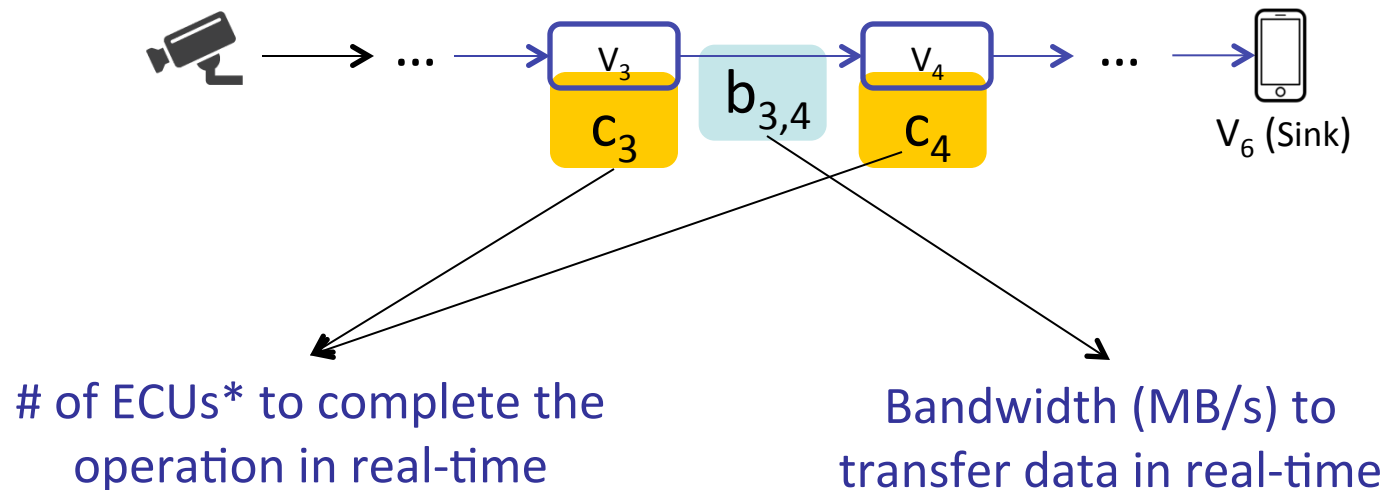 ... V₃ V₄ ...
c₃ b₃,₄ c₄
V₆ (Sink)
# of ECUs* to complete the
operation in real-time
Bandwidth (MB/s) to
transfer data in real-time